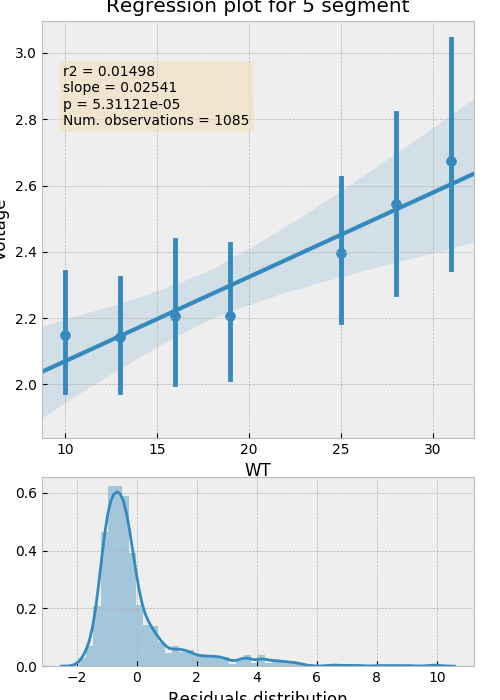 Regression plot for 5 segment
3.0
2.8
2.6
2.4
2.2
2.0
r2 = 0.01498
slope = 0.02541
p = 5.31121e-05
Num. observations = 1085
Voltage
10 15 20 25 30
WT
0.6
0.4
0.2
0.0
−2 0 2 4 6 8 10
Residuals distribution